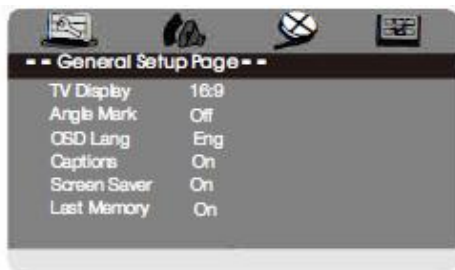 - - General Setup Page - -
TV Display 16:9
Angle Mark Off
OSD Lang Eng
Captions On
Screen Saver On
Last Memory On